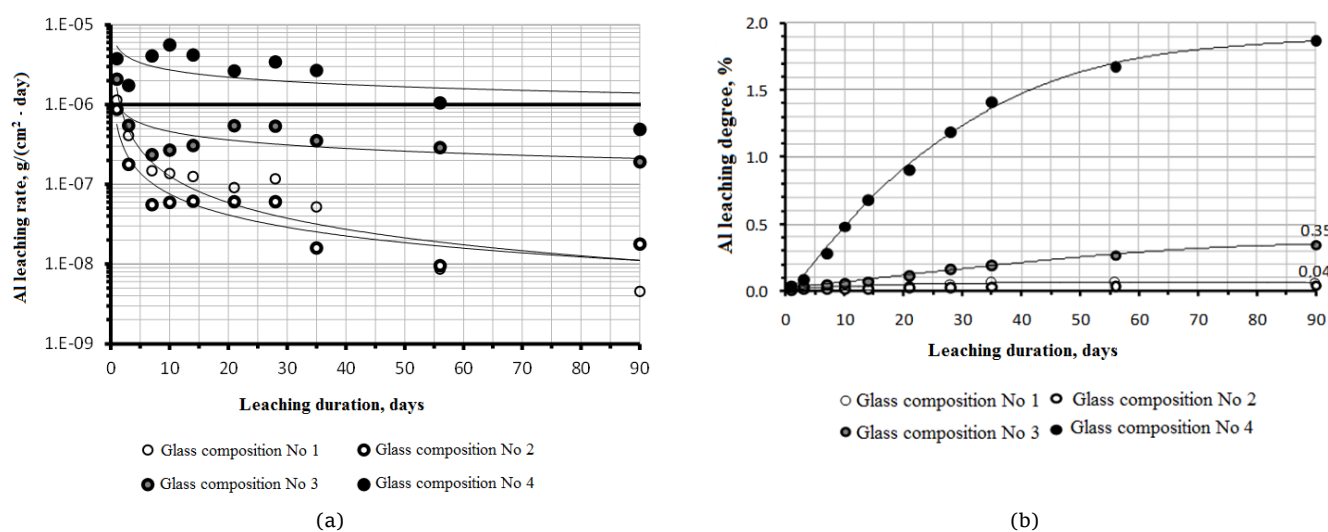 Al leaching rate, g/(cm² · day)
1.E-05
1.E-06
1.E-07
1.E-08
1.E-09
0 10 20 30 40 50 60 70 80 90
Leaching duration, days
Glass composition No 1
Glass composition No 2
Glass composition No 3
Glass composition No 4
(a)
Al leaching degree, %
2.0
1.5
1.0
0.5
0.0
0.35
0.04
0 10 20 30 40 50 60 70 80 90
Leaching duration, days
Glass composition No 1
Glass composition No 2
Glass composition No 3
Glass composition No 4
(b)